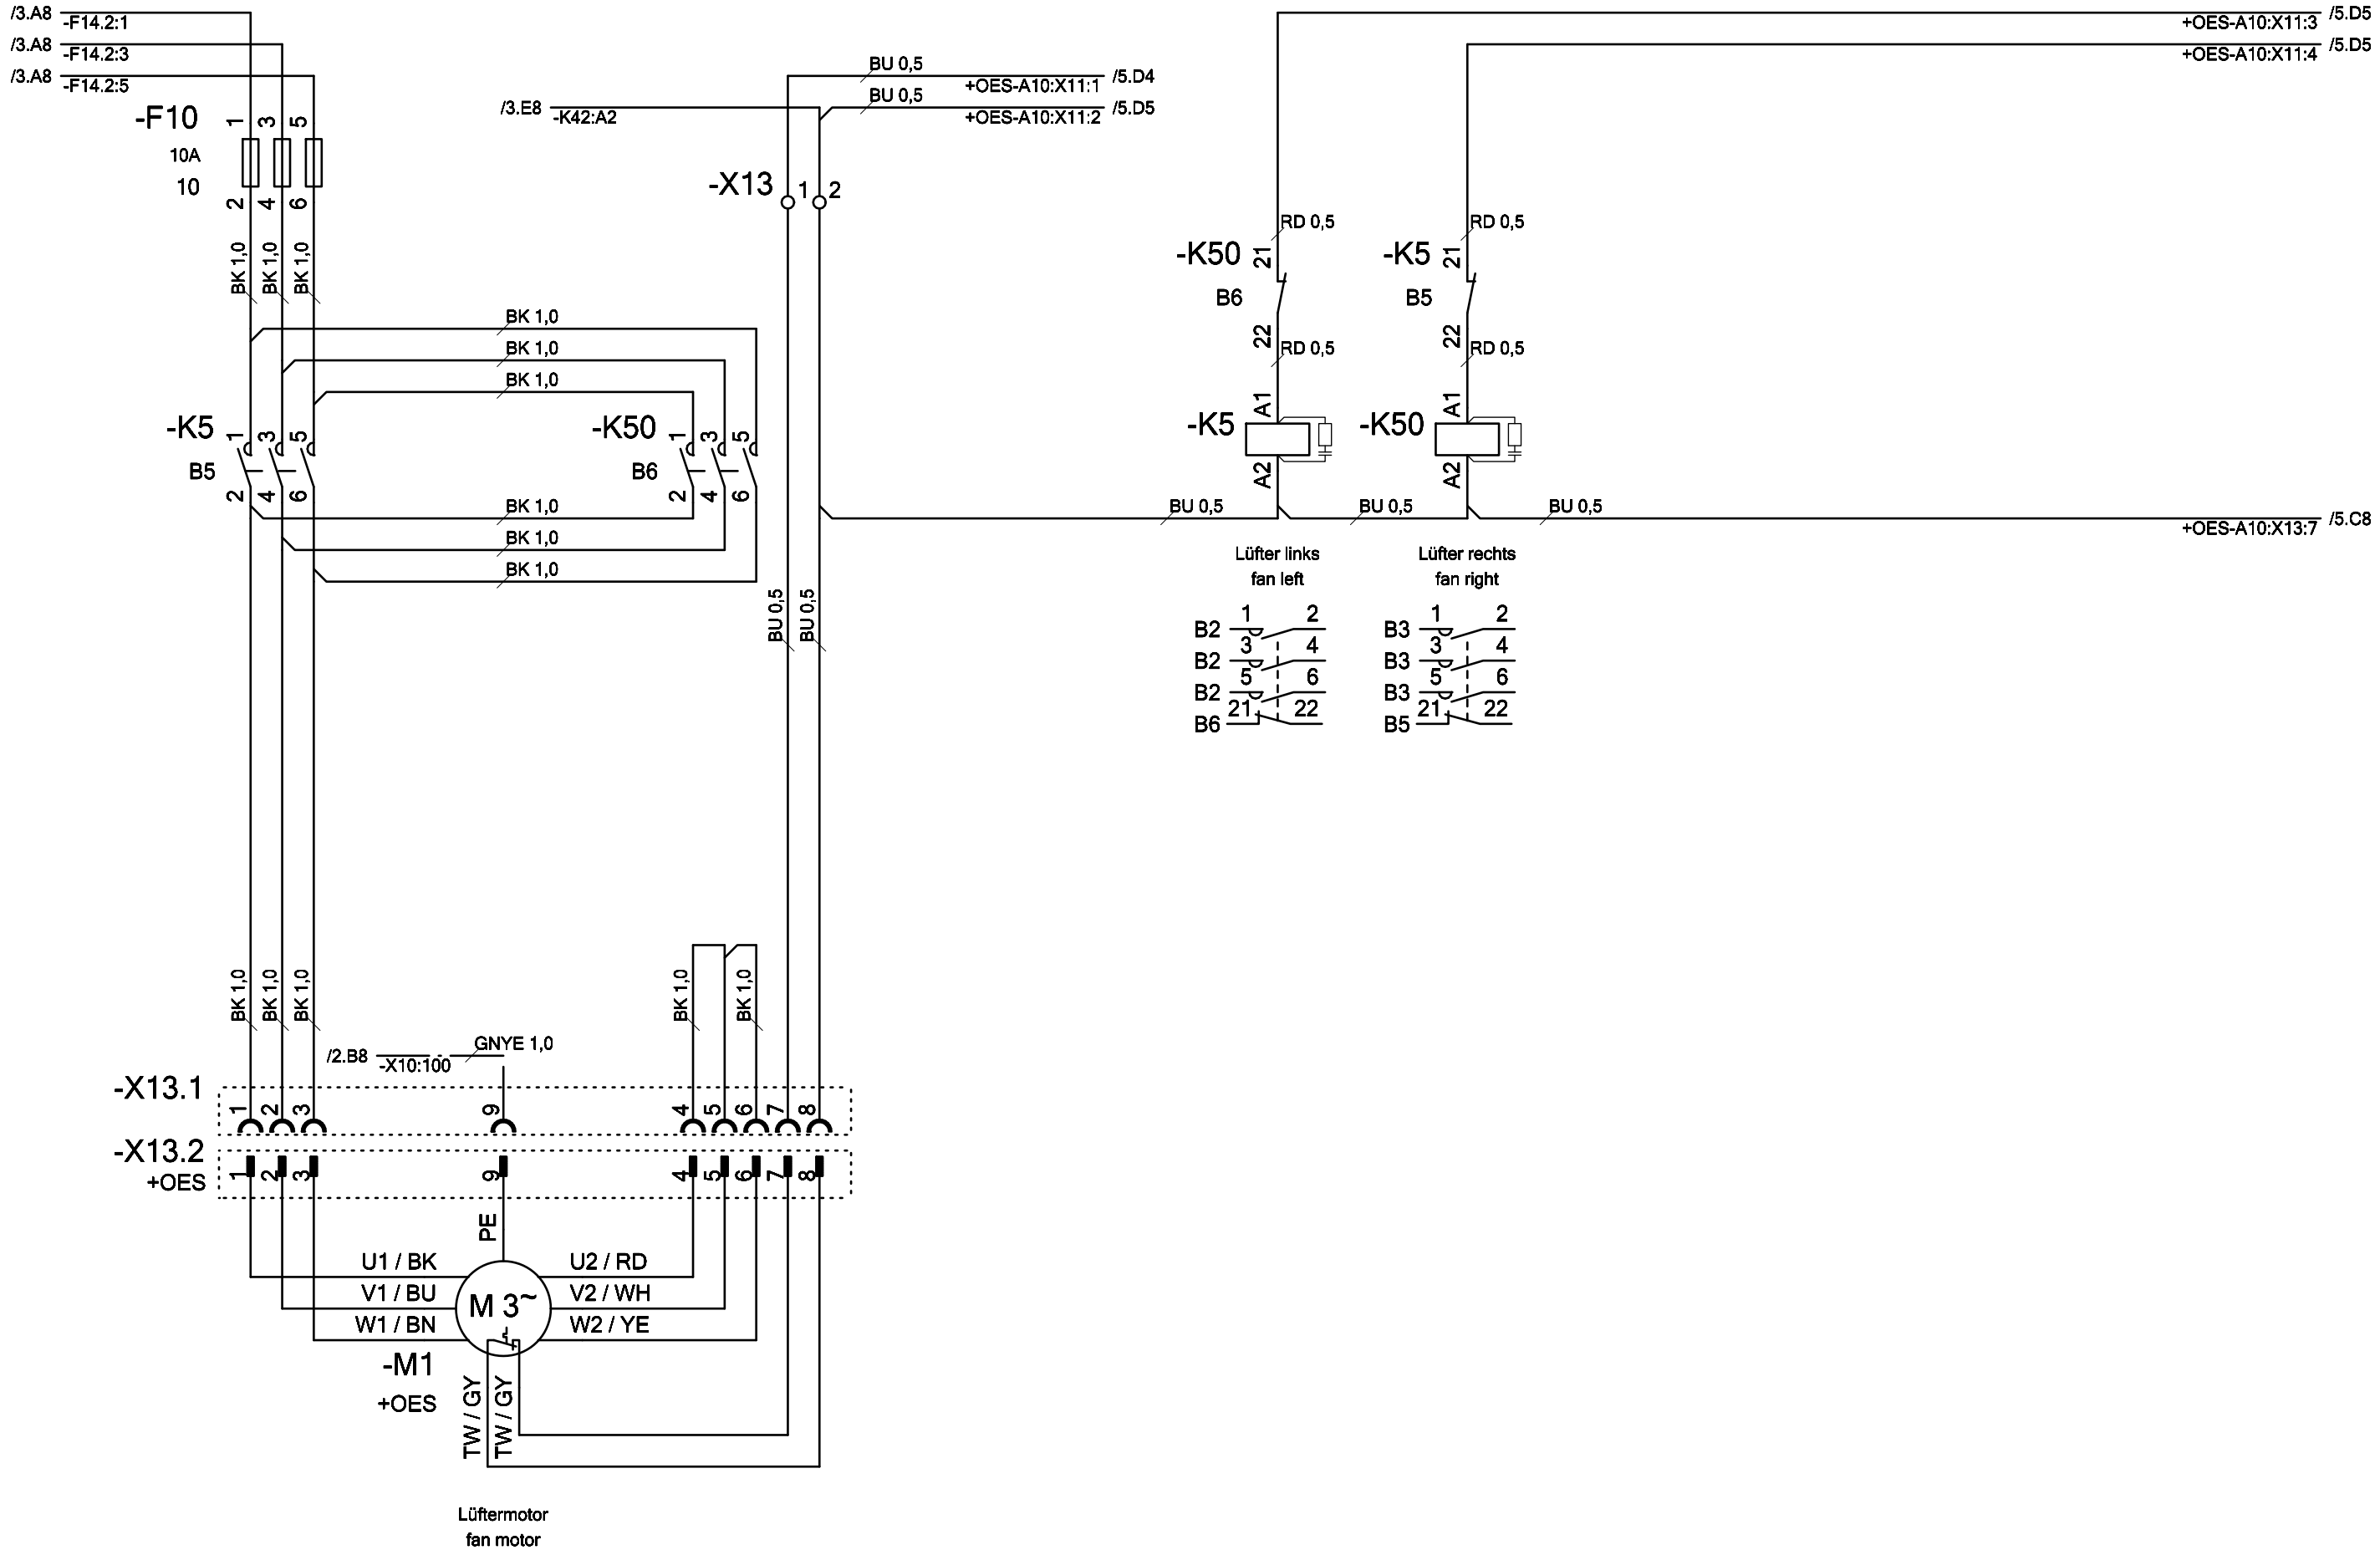 /3.A8 -F14.2:1
/3.A8 -F14.2:3
/3.A8 -F14.2:5
/5.D5
+OES-A10:X11:3
/5.D5
+OES-A10:X11:4
BU 0,5
+OES-A10:X11:1 /5.D4
/3.E8 -K42:A2
BU 0,5
+OES-A10:X11:2 /5.D5
-F10 1 3 5
10A
10
2 4 6
-X13 1 2
BK 1,0 BK 1,0 BK 1,0
RD 0,5 RD 0,5
-K50 21 -K5 21
B6 B5
22 22
RD 0,5 RD 0,5
BK 1,0
BK 1,0
BK 1,0
-K5 1 3 5
B5
2 4 6
-K50 1 3 5
B6
2 4 6
A1 A1
-K5 -K50
A2 A2
BK 1,0
BK 1,0
BK 1,0
BU 0,5 BU 0,5 BU 0,5
+OES-A10:X13:7 /5.C8
Lüfter links
fan left
Lüfter rechts
fan right
BU 0,5 BU 0,5
B2 1 2
B2 3 4
B2 5 6
B6 21 22
B3 1 2
B3 3 4
B3 5 6
B5 21 22
BK 1,0 BK 1,0 BK 1,0 BK 1,0 BK 1,0
/2.B8 -X10:100 GNYE 1,0
-X13.1 1 2 3 9 4 5 6 7 8
-X13.2 1 2 3 9 4 5 6 7 8
+OES
PE
U1 / BK U2 / RD
V1 / BU M 3~ V2 / WH
W1 / BN W2 / YE
-M1
+OES
TW / GY TW / GY
Lüftermotor
fan motor